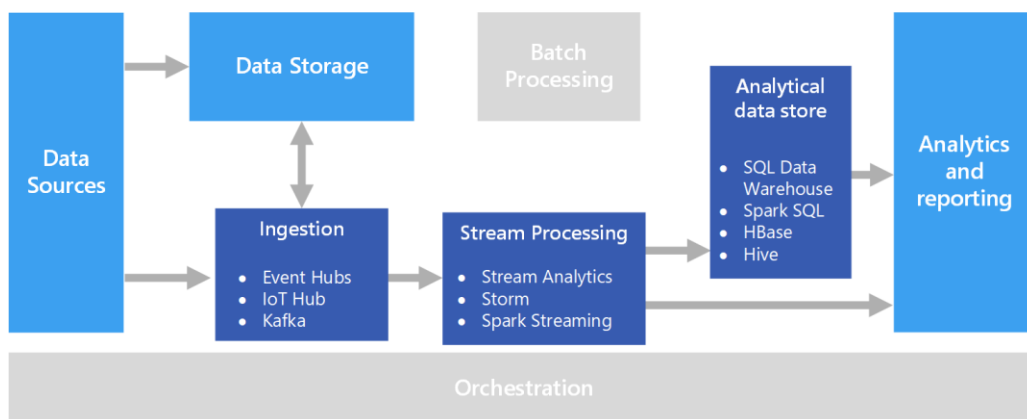 Data
Sources
Data Storage
Batch
Processing
Analytical
data store
● SQL Data
Warehouse
● Spark SQL
● HBase
● Hive
Analytics
and
reporting
Ingestion
● Event Hubs
● IoT Hub
● Kafka
Stream Processing
● Stream Analytics
● Storm
● Spark Streaming
Orchestration